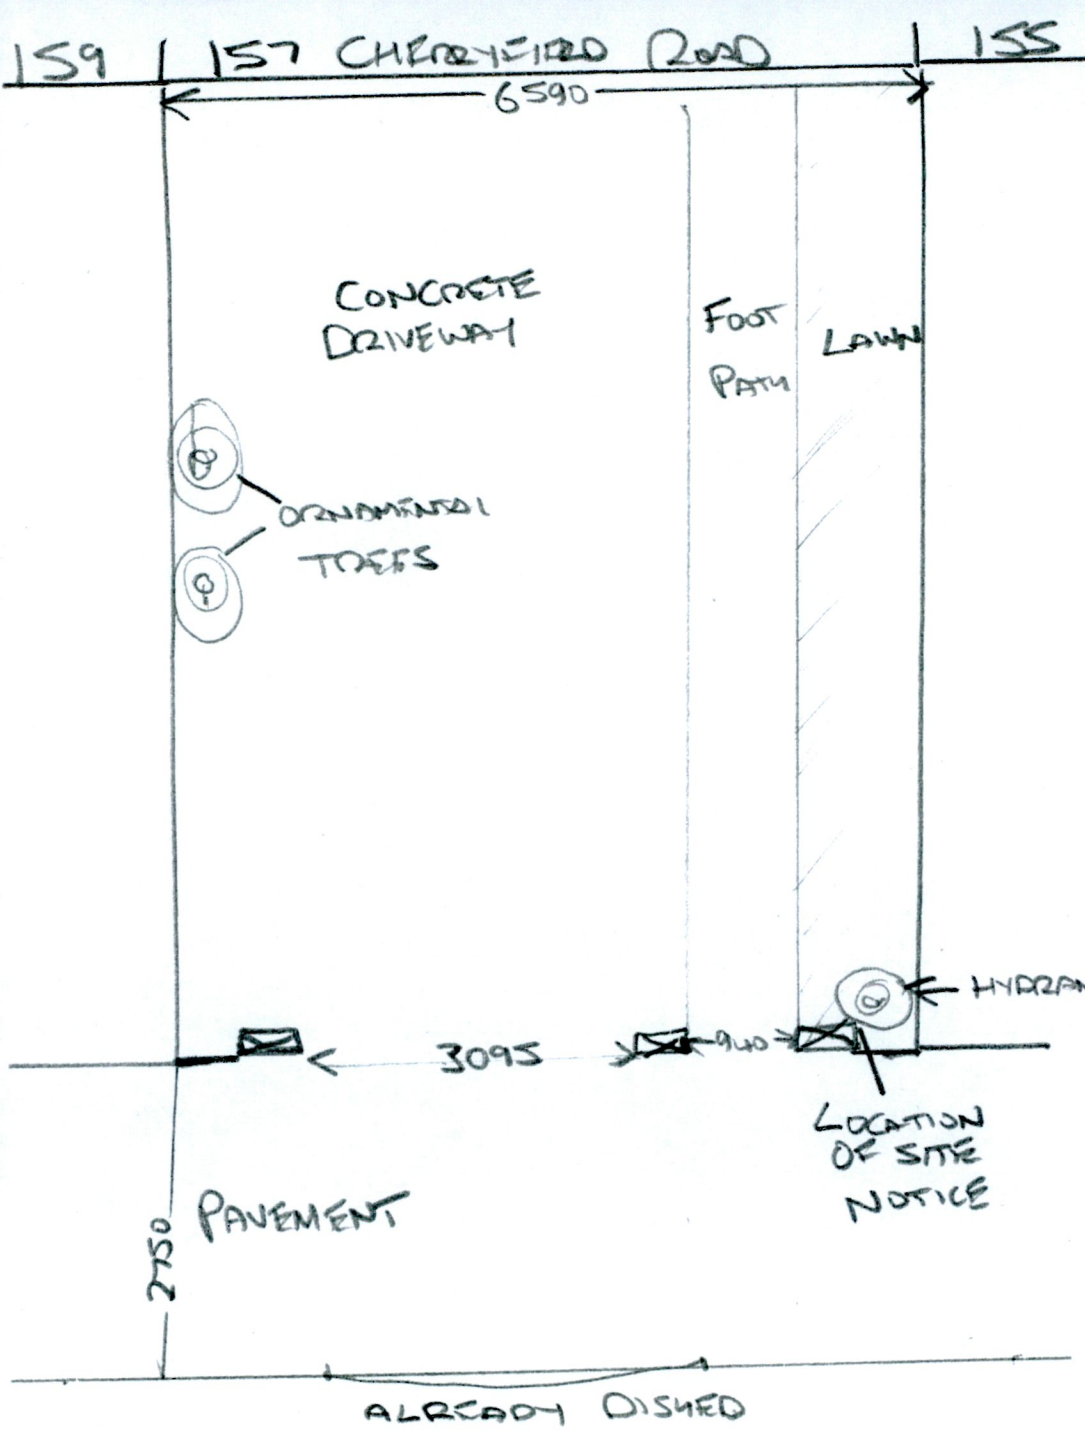 159 157 CHERRYFIELD ROAD 155
6590
CONCRETE
DRIVEWAY
FOOT
PATH
LAWN
ORNAMENTAL
TREES
HYDRAN
3095
940
LOCATION
OF SITE
NOTICE
PAVEMENT
2750
ALREADY DISHED